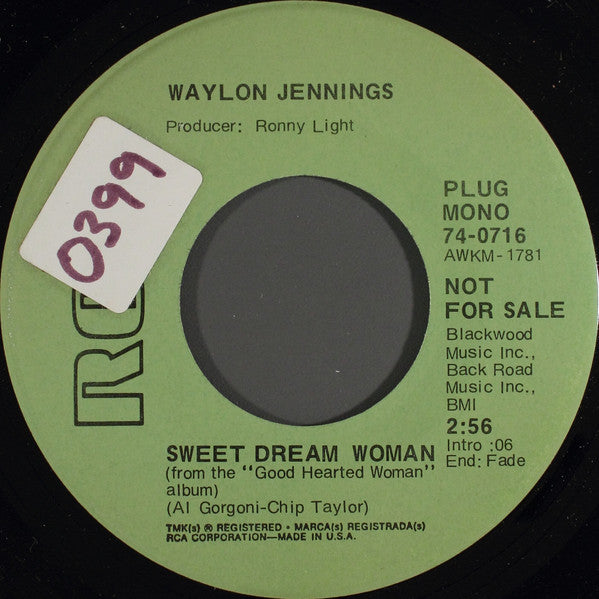 WAYLON JENNINGS
Producer: Ronny Light
0399
RC
PLUG
MONO
74-0716
AWKM-1781
NOT
FOR SALE
Blackwood
Music Inc.,
Back Road
Music Inc.,
BMI
2:56
Intro :06
End: Fade
SWEET DREAM WOMAN
(from the "Good Hearted Woman"
album)
(Al Gorgoni-Chip Taylor)
TMK(s) ® REGISTERED • MARCA(s) REGISTRADA(s)
RCA CORPORATION—MADE IN U.S.A.